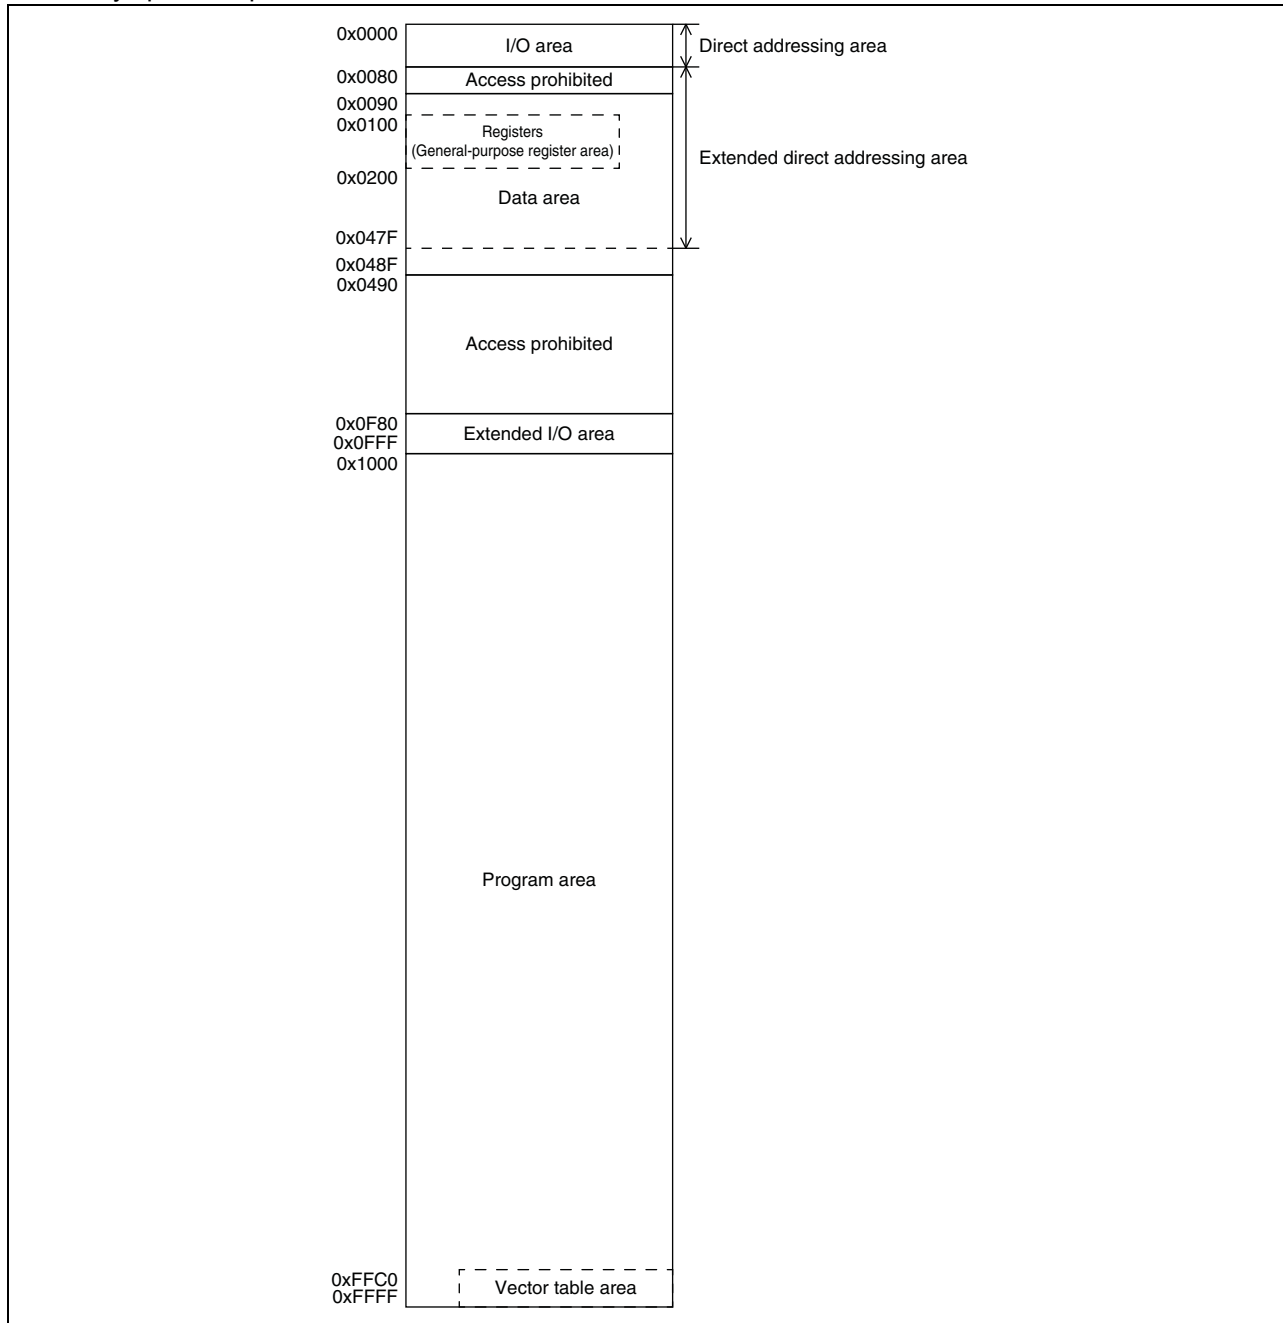 0x0000
I/O area
Direct addressing area
0x0080
Access prohibited
0x0090
0x0100
Registers
(General-purpose register area)
Extended direct addressing area
0x0200
Data area
0x047F
0x048F
0x0490
Access prohibited
0x0F80
Extended I/O area
0x0FFF
0x1000
Program area
0xFFC0
Vector table area
0xFFFF